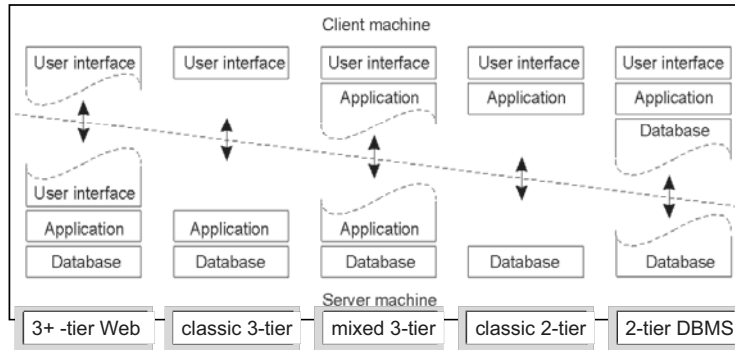 Client machine
User interface User interface User interface User interface User interface
Application Application Application
Database
User interface
Application Application Application
Database Database Database Database Database
Server machine
3+ -tier Web classic 3-tier mixed 3-tier classic 2-tier 2-tier DBMS